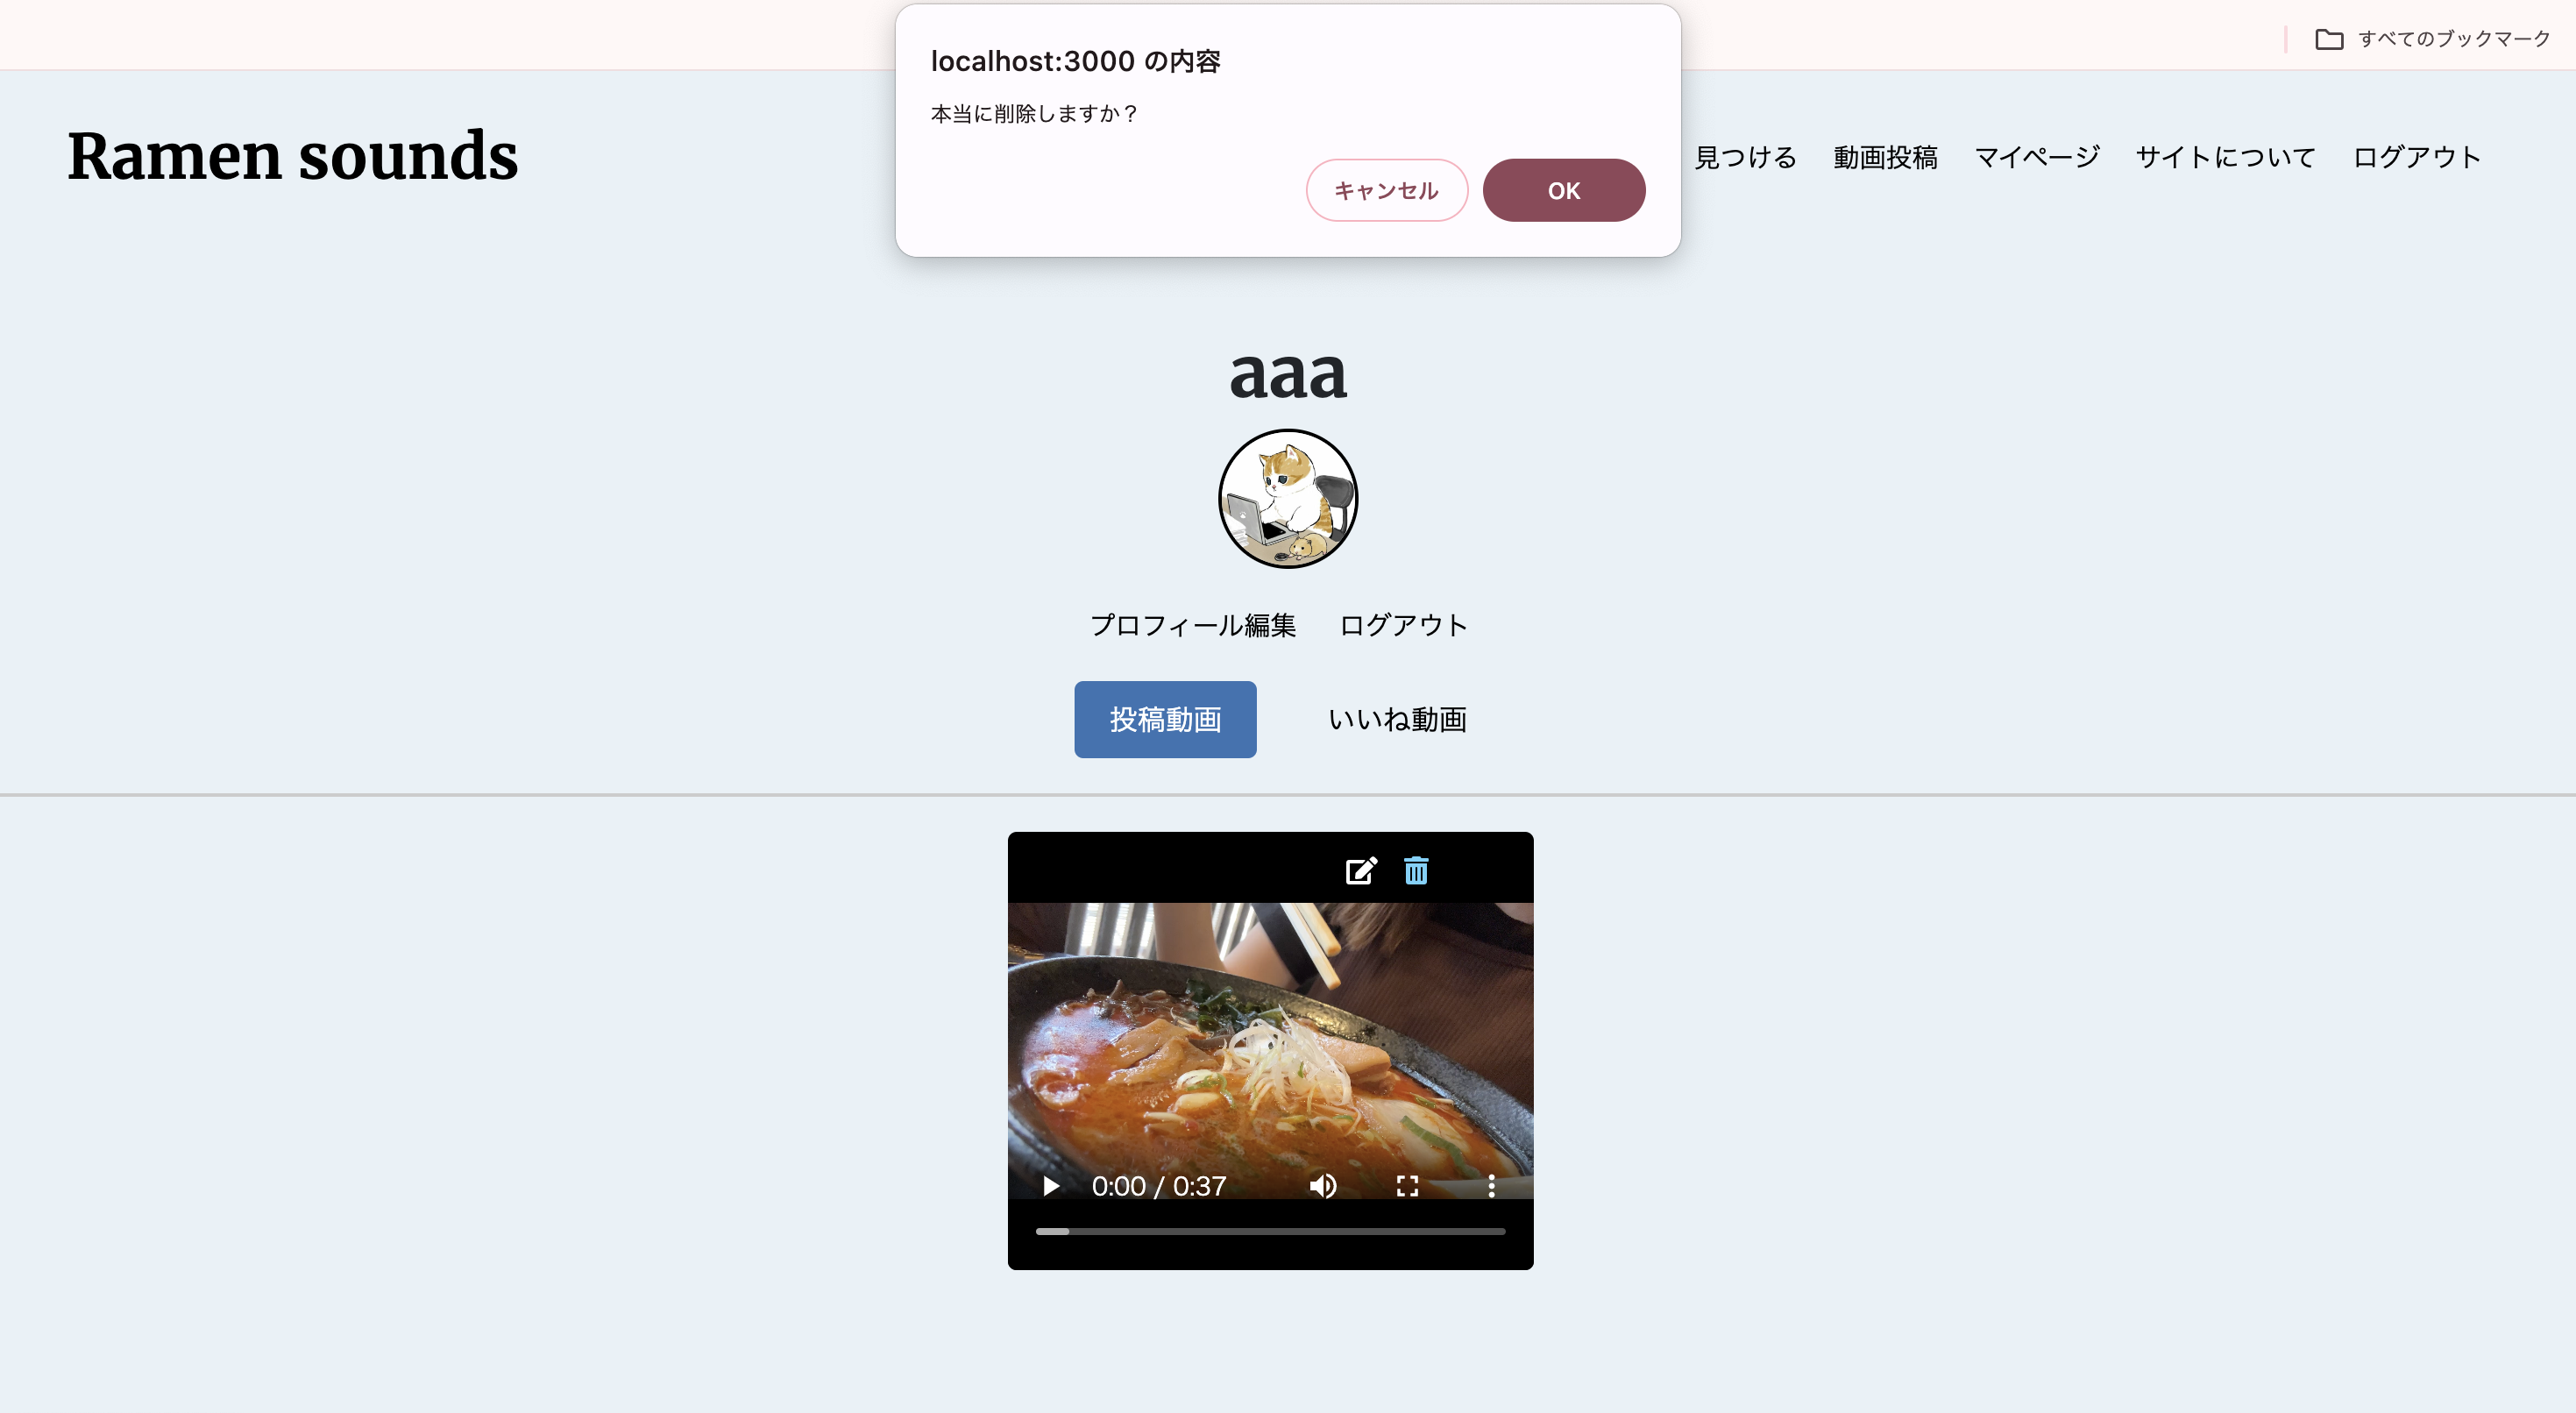 すべてのブックマーク
localhost:3000 の内容
本当に削除しますか？
キャンセル OK
Ramen sounds
見つける 動画投稿 マイページ サイトについて ログアウト
aaa
プロフィール編集 ログアウト
投稿動画 いいね動画
0:00 / 0:37